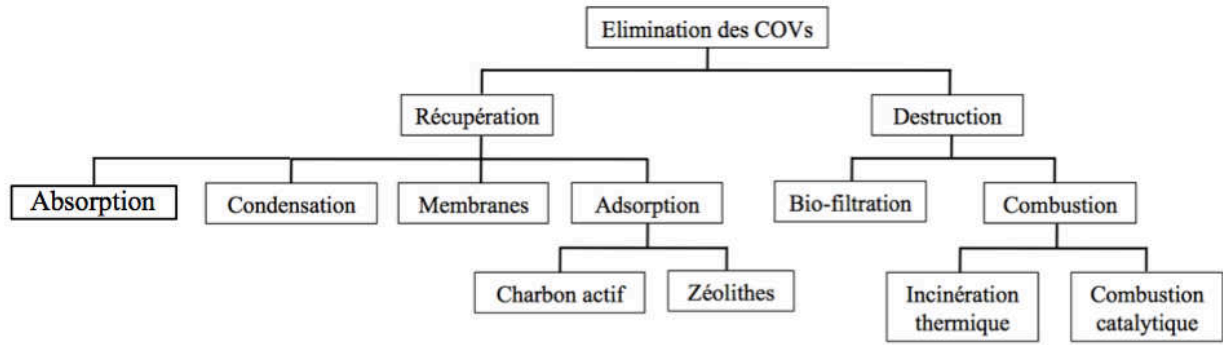 Elimination des COVs
Récupération
Destruction
Absorption
Condensation
Membranes
Adsorption
Bio-filtration
Combustion
Charbon actif
Zéolithes
Incinération
thermique
Combustion
catalytique